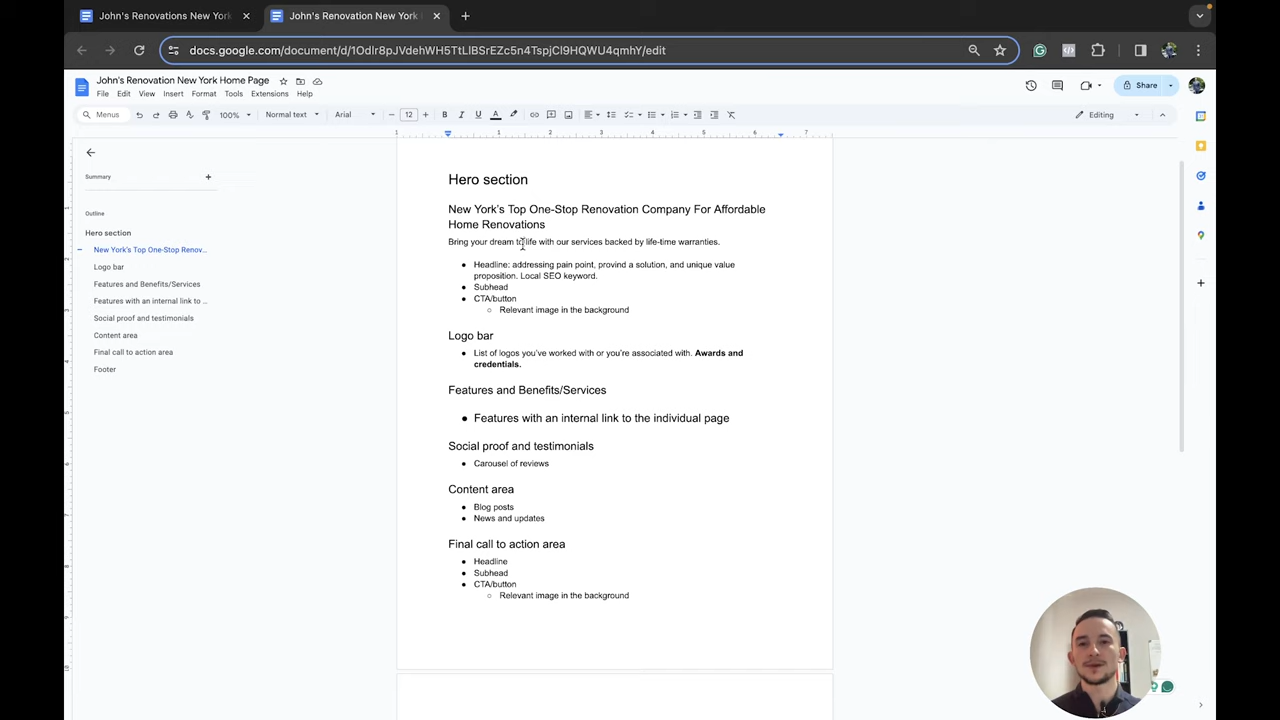 John's Renovations New York
John's Renovation New York
docs.google.com/document/d/1Odlr8pJVdehWH5TtLlBSrEZc5n4TspjCl9HQWU4qmhY/edit
John's Renovation New York Home Page
File Edit View Insert Format Tools Extensions Help
Share
Menus 100% Normal text Arial 12 B I U A Editing
1 1 2 3 4 5 6 7
Summary
Outline
Hero section
New York's Top One-Stop Renov...
Logo bar
Features and Benefits/Services
Features with an internal link to ...
Social proof and testimonials
Content area
Final call to action area
Footer
Hero section
New York's Top One-Stop Renovation Company For Affordable
Home Renovations
Bring your dream to life with our services backed by life-time warranties.
Headline: addressing pain point, provind a solution, and unique value
proposition. Local SEO keyword.
Subhead
CTA/button
Relevant image in the background
Logo bar
List of logos you've worked with or you're associated with. Awards and
credentials.
Features and Benefits/Services
Features with an internal link to the individual page
Social proof and testimonials
Carousel of reviews
Content area
Blog posts
News and updates
Final call to action area
Headline
Subhead
CTA/button
Relevant image in the background